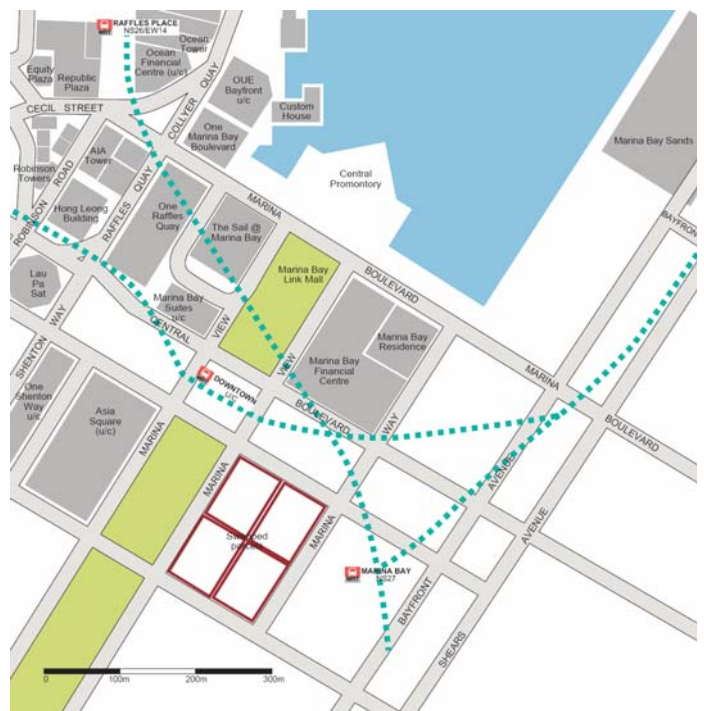 RAFFLES PLACE
NS26/EW14
Ocean
Tower
Ocean
Financial
Centre (u/c)
Equity
Plaza
Republic
Plaza
OUE
Bayfront
u/c
QUAY
COLLYER
CECIL STREET
Custom
House
One
Marina Bay
Boulevard
Marina Bay Sands
AIA
Tower
Robinson
Towers
ROAD
ROBINSON
Hong Leong
Building
QUAY
RAFFLES
One
Raffles
Quay
Central
Promontory
MARINA
The Sail @
Marina Bay
BAYFRONT
Lau
Pa
Sat
Marina Bay
Link Mall
BOULEVARD
Marina Bay
Suites
u/c
CENTRAL
VIEW
WAY
SHENTON
Marina Bay
Residence
Marina Bay
Financial
Centre
VIEW
MARINA
DOWNTOWN
U/C
One
Shenton
Way
u/c
Asia
Square
(u/c)
BOULEVARD
WAY
BOULEVARD
MARINA
MARINA
AVENUE
Swapped
parcels
MARINA
AVENUE
MARINA BAY
NS27
BAYFRONT
SHEARS
0 100m 200m 300m